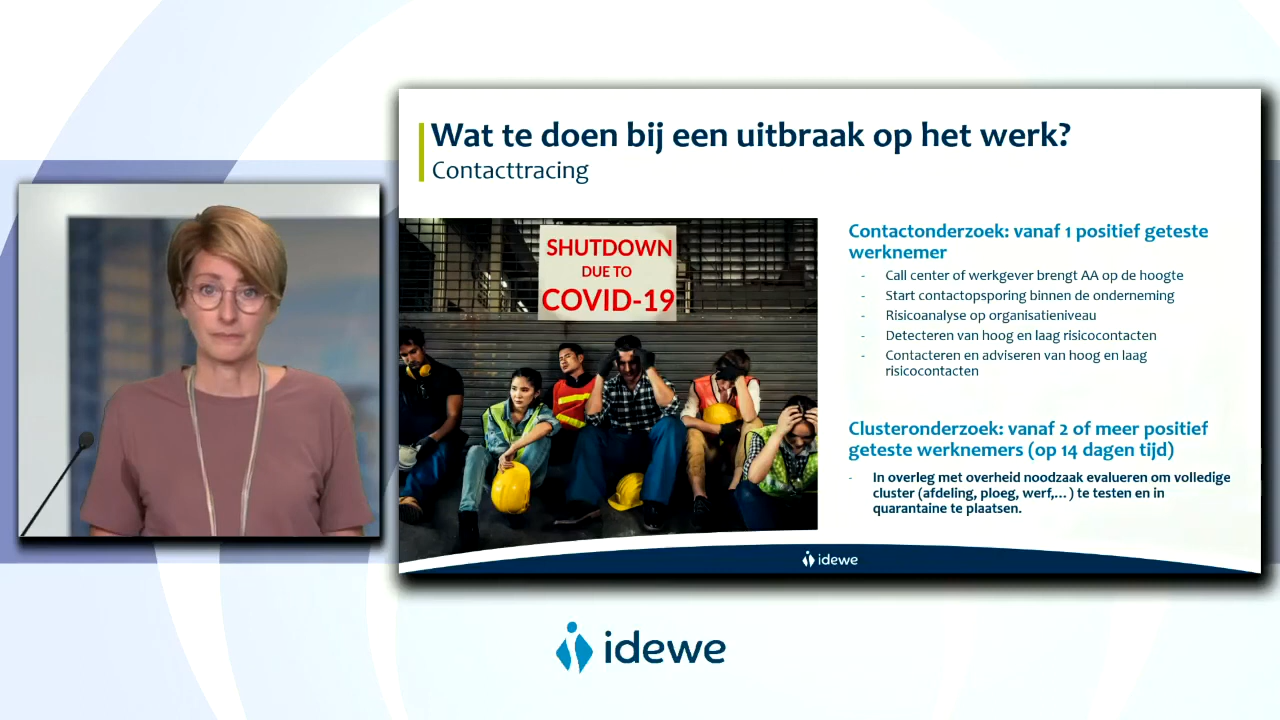 Wat te doen bij een uitbraak op het werk?
Contacttracing
SHUTDOWN
DUE TO
COVID-19
Contactonderzoek: vanaf 1 positief geteste
werknemer
- Call center of werkgever brengt AA op de hoogte
- Start contactopsporing binnen de onderneming
- Risicoanalyse op organisatieniveau
- Detecteren van hoog en laag risicocontacten
- Contacteren en adviseren van hoog en laag
risicocontacten
Clusteronderzoek: vanaf 2 of meer positief
geteste werknemers (op 14 dagen tijd)
- In overleg met overheid noodzaak evalueren om volledige
cluster (afdeling, ploeg, werf,... ) te testen en in
quarantaine te plaatsen.
idewe
idewe